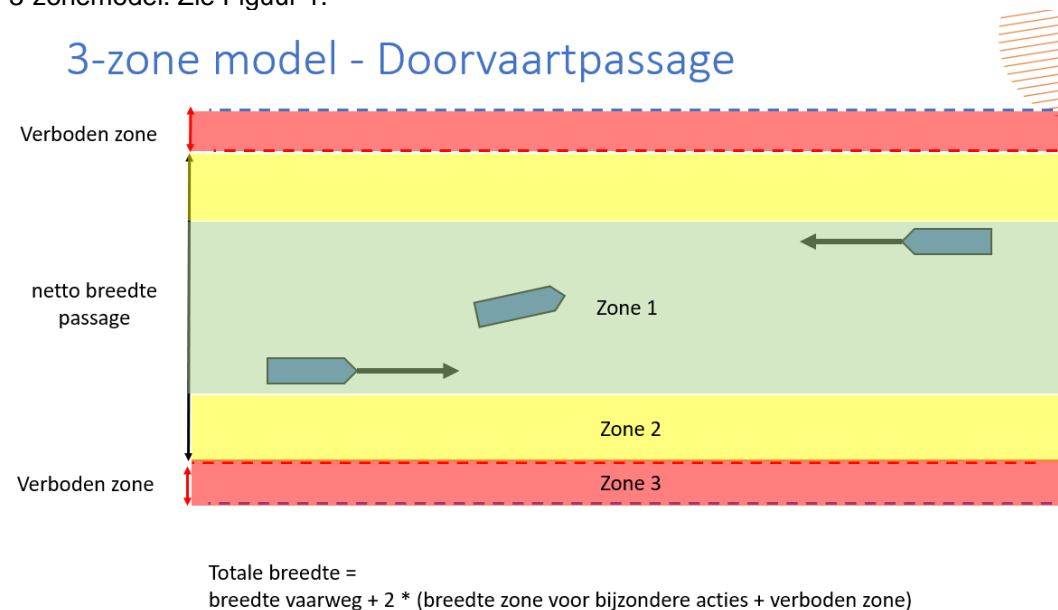 3-zonemodel. Zie Figuur 1.
3-zone model - Doorvaartpassage
Verboden zone
netto breedte
passage
Zone 1
Zone 2
Verboden zone
Zone 3
Totale breedte =
breedte vaarweg + 2 * (breedte zone voor bijzondere acties + verboden zone)